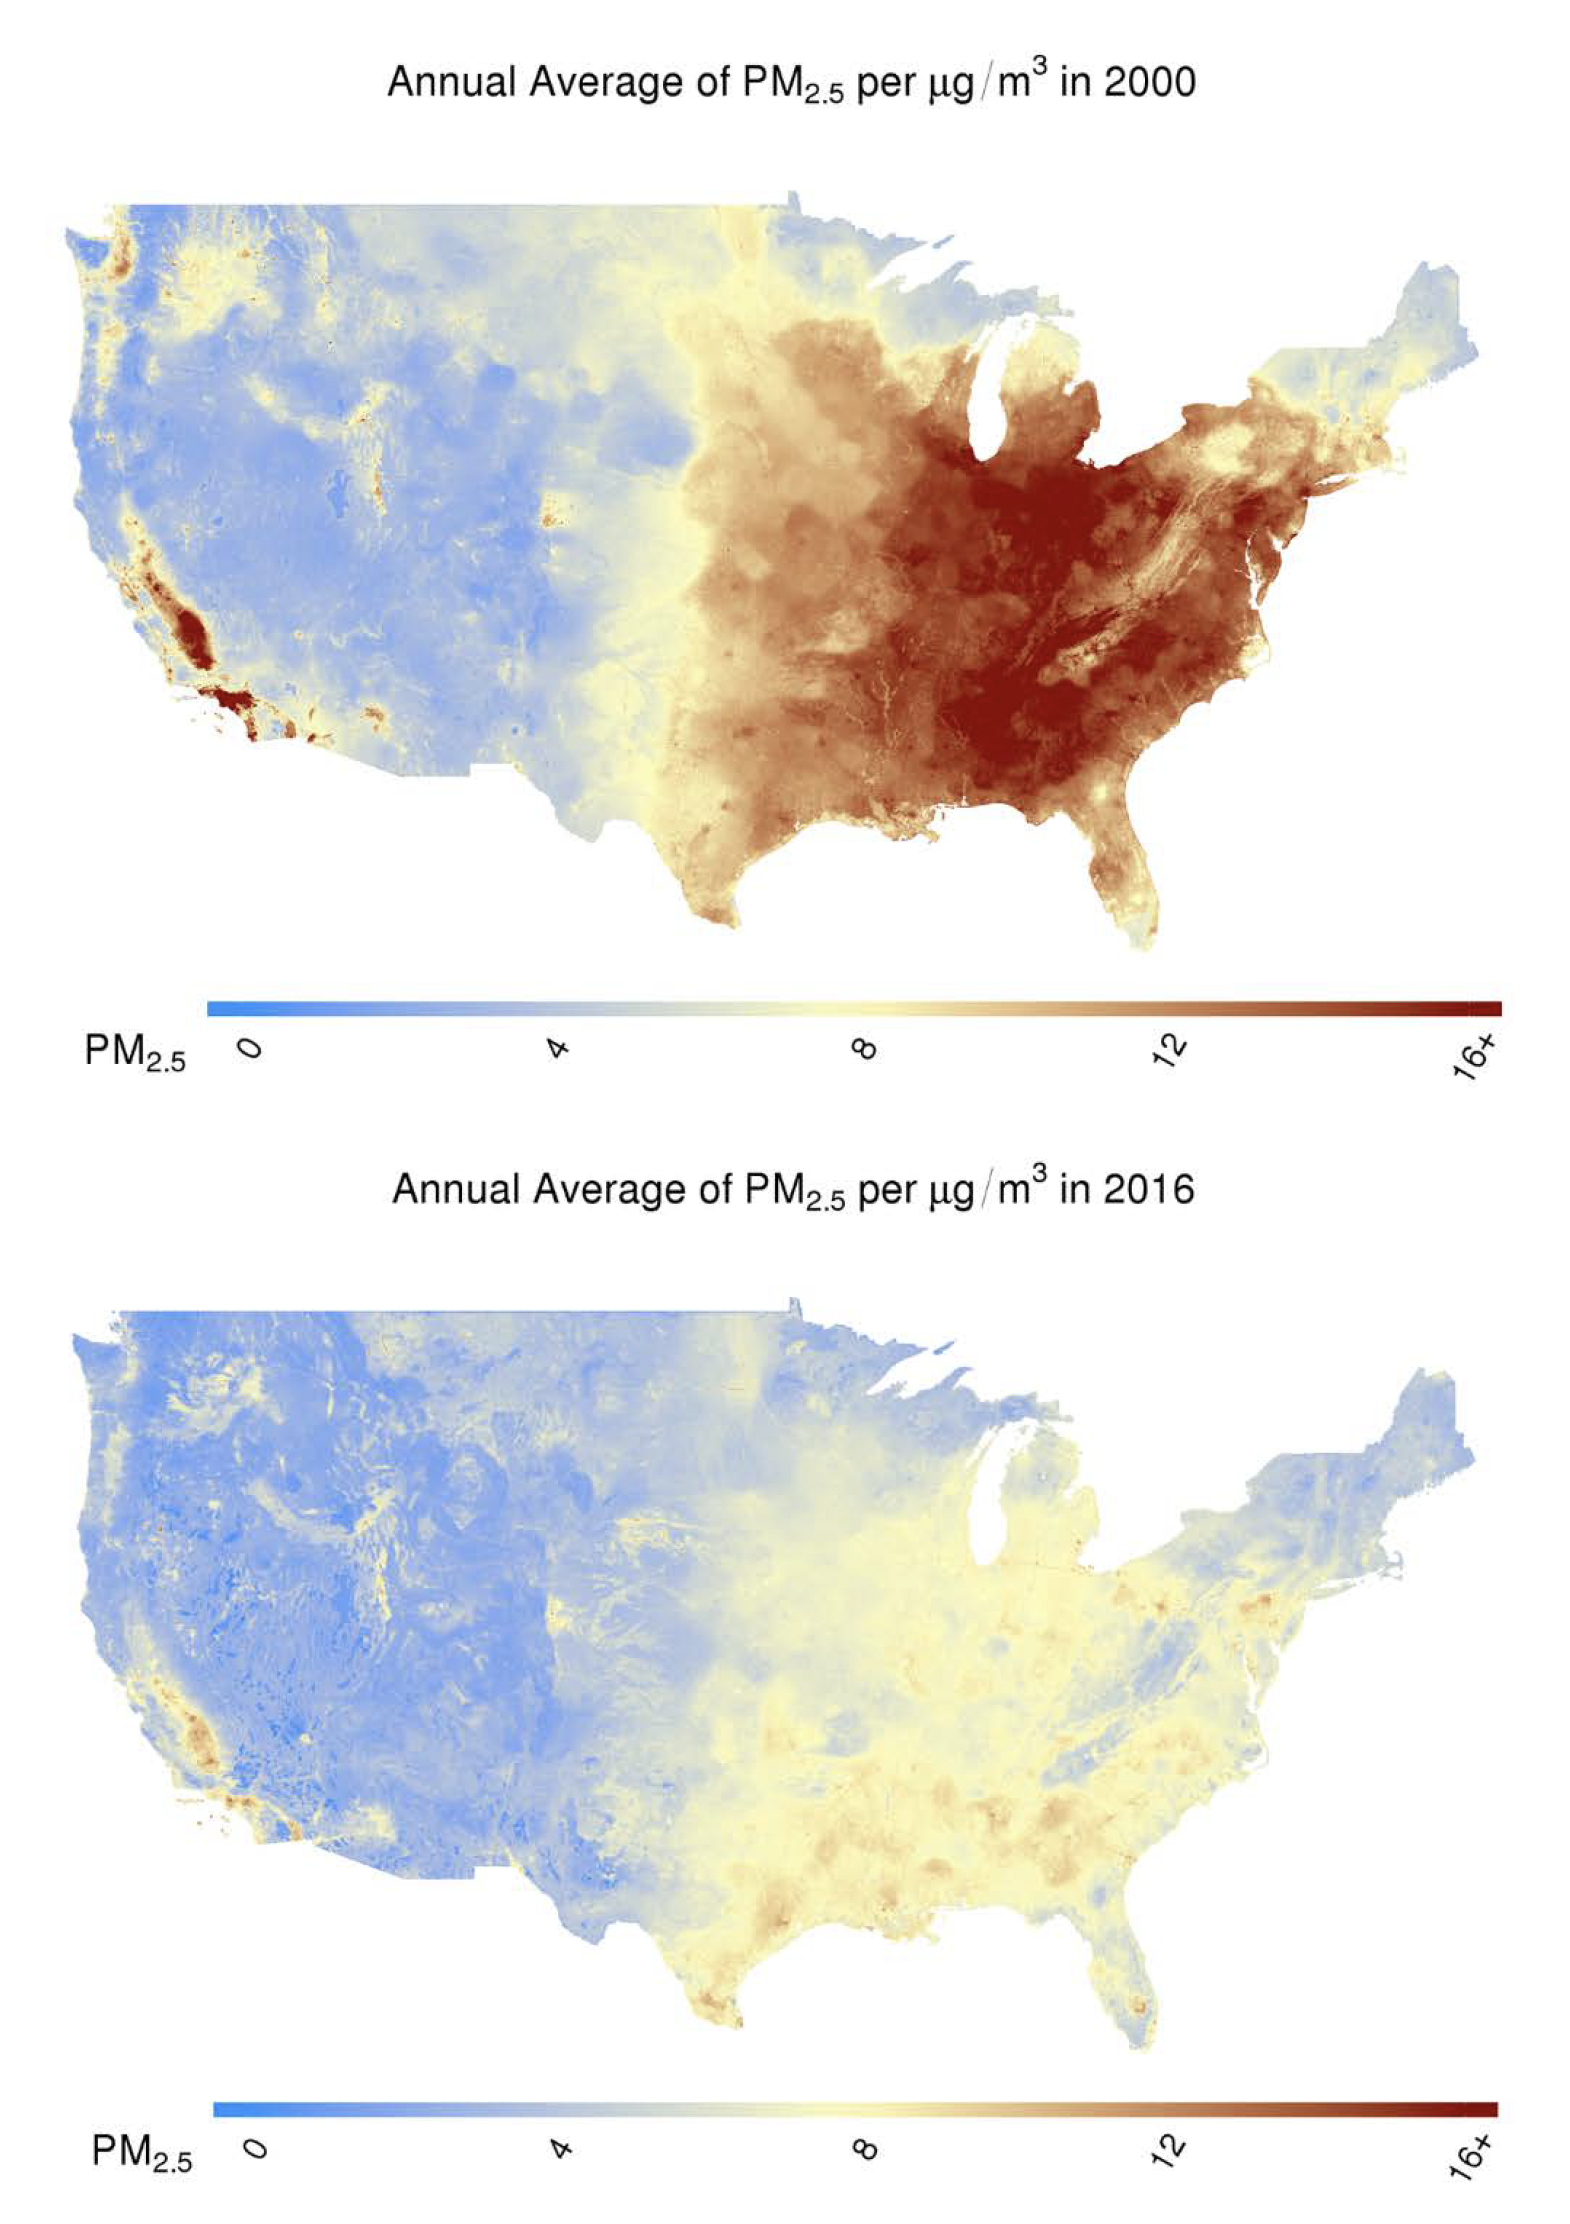 Annual Average of PM₂.₅ per μg/m³ in 2000
PM₂.₅ 0 4 8 12 16+
Annual Average of PM₂.₅ per μg/m³ in 2016
PM₂.₅ 0 4 8 12 16+